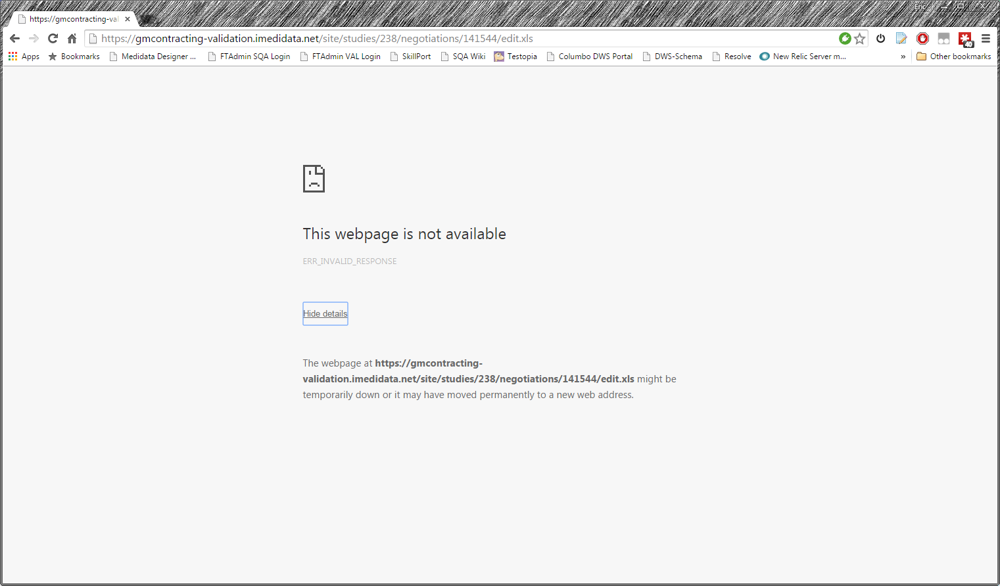 Eric
https://gmcontracting-val
https://gmcontracting-validation.imedidata.net/site/studies/238/negotiations/141544/edit.xls
40
Apps Bookmarks Medidata Designer ... FTAdmin SQA Login FTAdmin VAL Login SkillPort SQA Wiki Testopia Columbo DWS Portal DWS-Schema Resolve New Relic Server m... » Other bookmarks
This webpage is not available
ERR_INVALID_RESPONSE
Hide details
The webpage at https://gmcontracting-
validation.imedidata.net/site/studies/238/negotiations/141544/edit.xls might be
temporarily down or it may have moved permanently to a new web address.